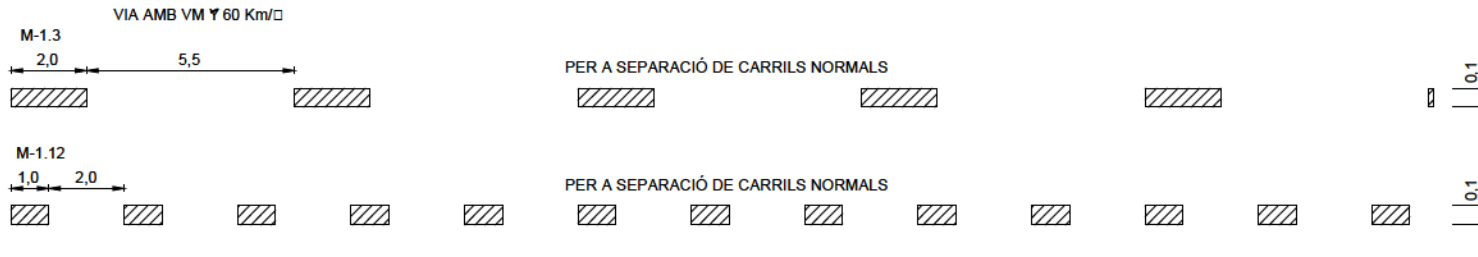 VIA AMB VM Ɏ 60 Km/□
M-1.3
2,0 5,5
PER A SEPARACIÓ DE CARRILS NORMALS
0,1
M-1.12
1,0 2,0
PER A SEPARACIÓ DE CARRILS NORMALS
0,1